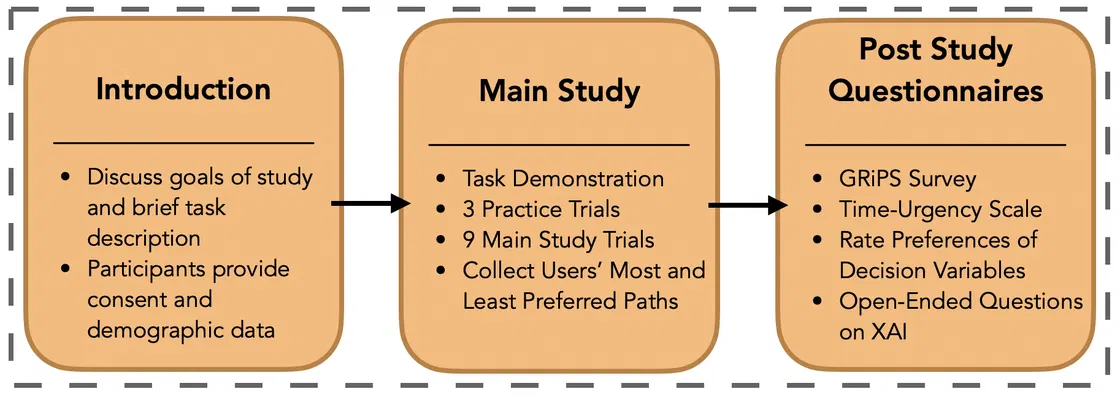 Introduction
• Discuss goals of study
and brief task
description
• Participants provide
consent and
demographic data
Main Study
• Task Demonstration
• 3 Practice Trials
• 9 Main Study Trials
• Collect Users’ Most and
Least Preferred Paths
Post Study
Questionnaires
• GRiPS Survey
• Time-Urgency Scale
• Rate Preferences of
Decision Variables
• Open-Ended Questions
on XAI